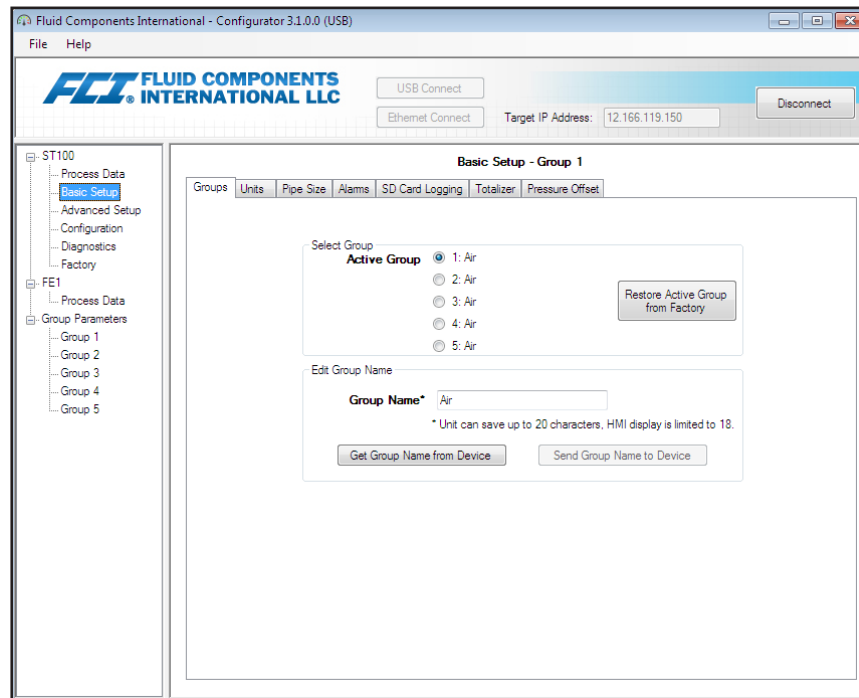 Fluid Components International - Configurator 3.1.0.0 (USB)
File Help
FCI. FLUID COMPONENTS
® INTERNATIONAL LLC
USB Connect
Ethernet Connect
Target IP Address: 12.166.119.150
Disconnect
ST100
Process Data
Basic Setup
Advanced Setup
Configuration
Diagnostics
Factory
FE1
Process Data
Group Parameters
Group 1
Group 2
Group 3
Group 4
Group 5
Basic Setup - Group 1
Groups Units Pipe Size Alarms SD Card Logging Totalizer Pressure Offset
Select Group
Active Group 1: Air
2: Air
3: Air
4: Air
5: Air
Restore Active Group
from Factory
Edit Group Name
Group Name* Air
* Unit can save up to 20 characters, HMI display is limited to 18.
Get Group Name from Device Send Group Name to Device